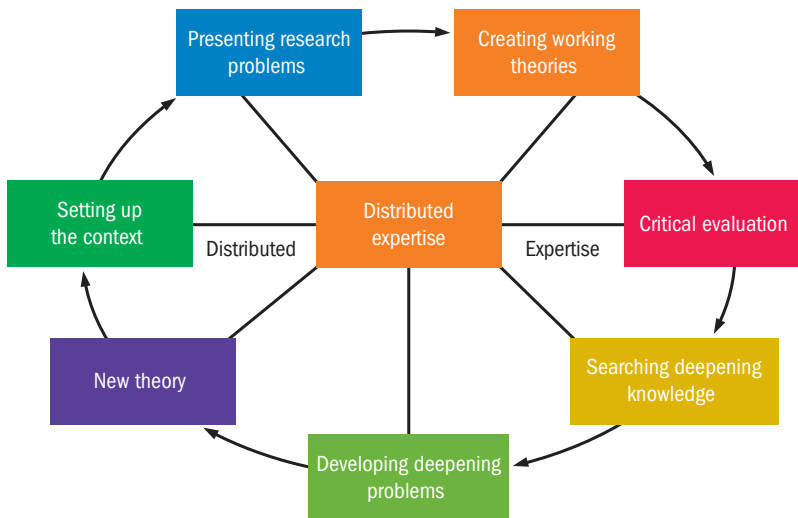 Presenting research
problems
Creating working
theories
Setting up
the context
Distributed
Distributed
expertise
Expertise
Critical evaluation
New theory
Searching deepening
knowledge
Developing deepening
problems